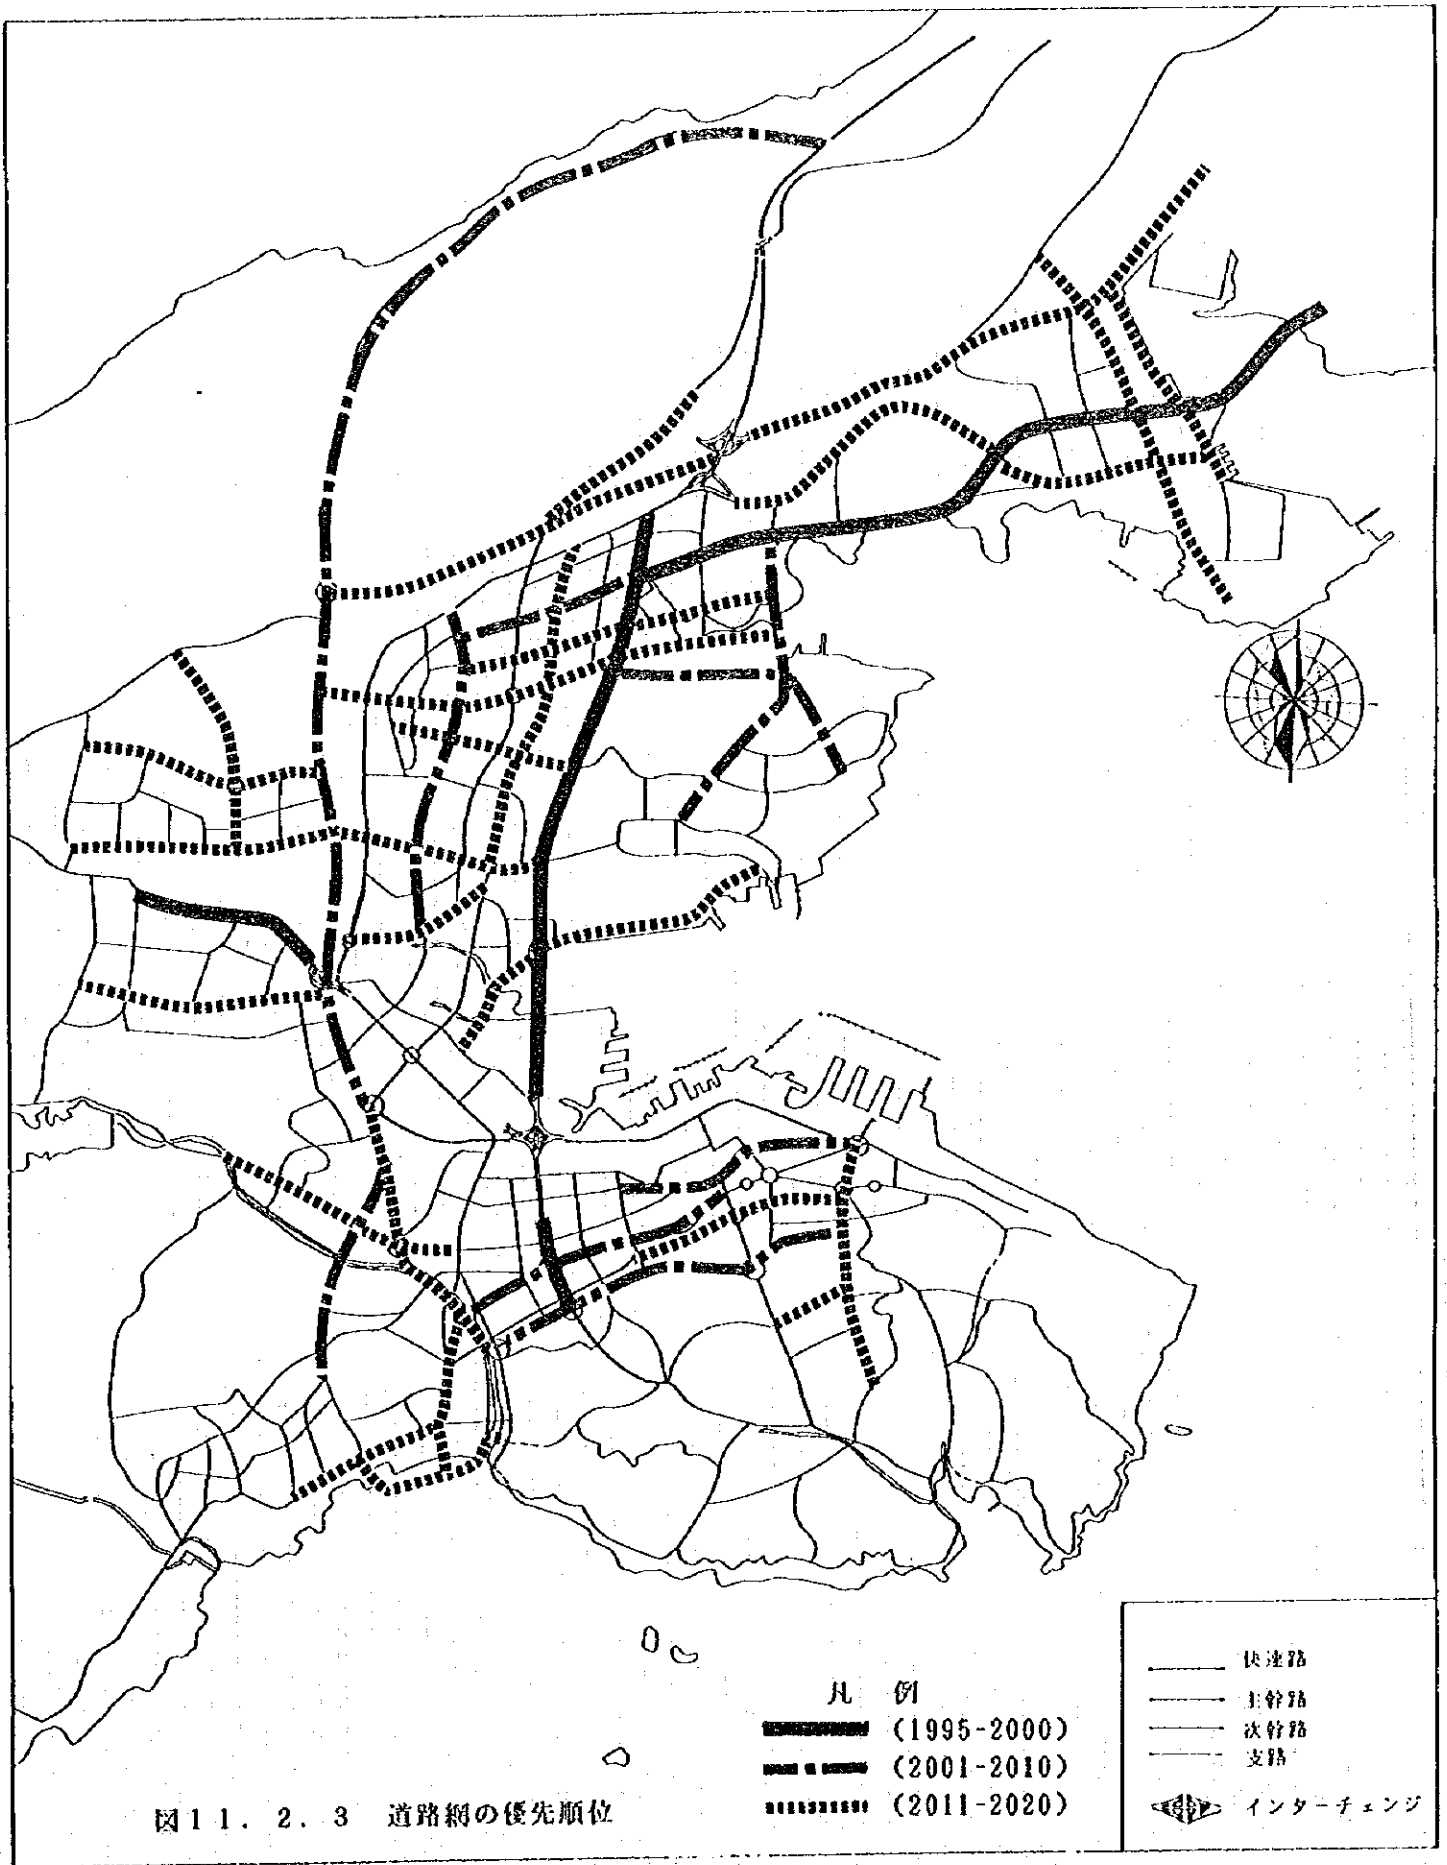 凡 例
(1995-2000)
(2001-2010)
(2011-2020)
快速路
主幹路
次幹路
支路
インターチェンジ
図11.2.3 道路網の優先順位